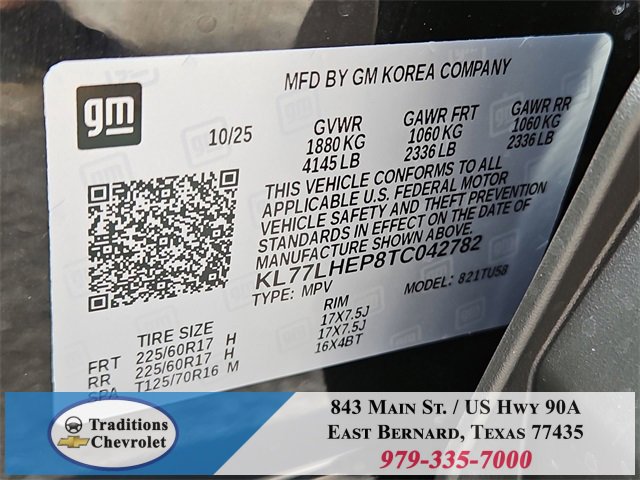 MFD BY GM KOREA COMPANY
gm
10/25
GVWR
1880 KG
4145 LB
GAWR FRT
1060 KG
2336 LB
GAWR RR
1060 KG
2336 LB
THIS VEHICLE CONFORMS TO ALL
APPLICABLE U.S. FEDERAL MOTOR
VEHICLE SAFETY AND THEFT PREVENTION
STANDARDS IN EFFECT ON THE DATE OF
MANUFACTURE SHOWN ABOVE.
KL77LHEP8TC042782
TYPE: MPV
MODEL: 821TU58
TIRE SIZE
RIM
FRT 225/60R17 H 17X7.5J
RR 225/60R17 H 17X7.5J
SPA T125/70R16 M 16X4BT
Traditions
Chevrolet
843 Main St. / US Hwy 90A
East Bernard, Texas 77435
979-335-7000